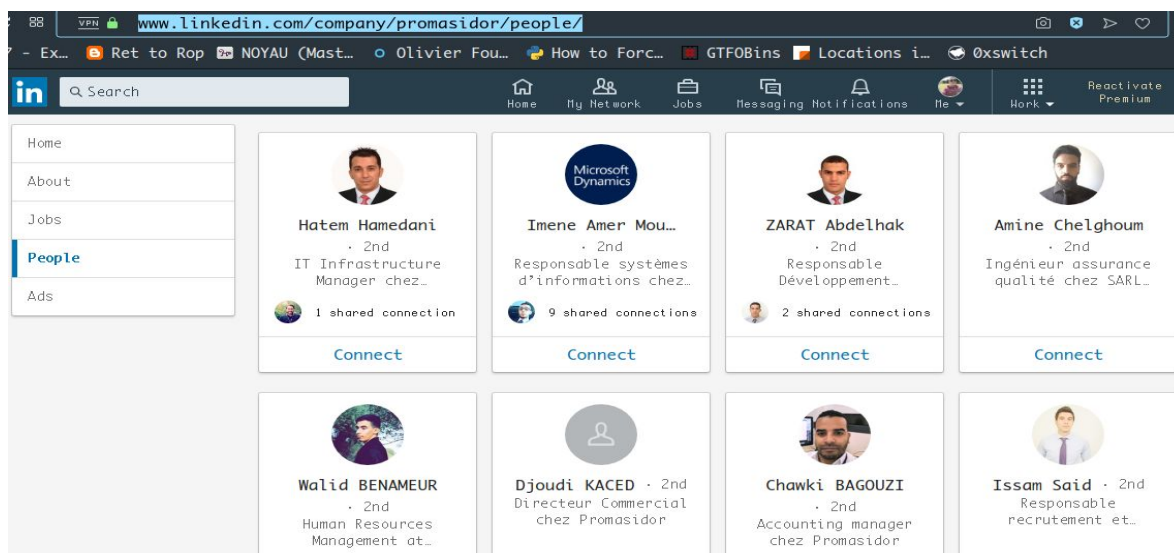 88 VPN www.linkedin.com/company/promasidor/people/
- Ex… Ret to Rop NOYAU (Mast… Olivier Fou… How to Forc… GTFOBins Locations i… 0xswitch
in Search Home My Network Jobs Messaging Notifications Me Work Reactivate Premium
Home
About
Jobs
People
Ads
Hatem Hamedani
· 2nd
IT Infrastructure
Manager chez…
1 shared connection
Connect
Imene Amer Mou…
· 2nd
Responsable systèmes
d’informations chez…
9 shared connections
Connect
Microsoft
Dynamics
ZARAT Abdelhak
· 2nd
Responsable
Développement…
2 shared connections
Connect
Amine Chelghoum
· 2nd
Ingénieur assurance
qualité chez SARL…
Connect
Walid BENAMEUR
· 2nd
Human Resources
Management at…
Djoudi KACED · 2nd
Directeur Commercial
chez Promasidor
Chawki BAGOUZI
· 2nd
Accounting manager
chez Promasidor
Issam Said · 2nd
Responsable
recrutement et…